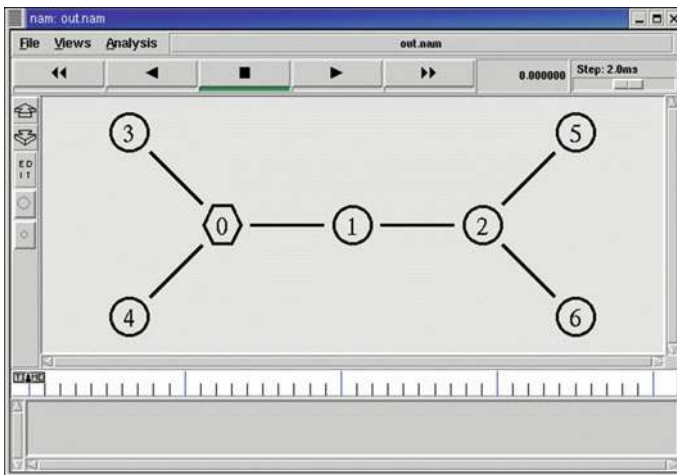 nam: out.nam
File Views Analysis out.nam
0.000000 Step: 2.0ms
E D
I T
3 5
0 1 2
4 6
TIME